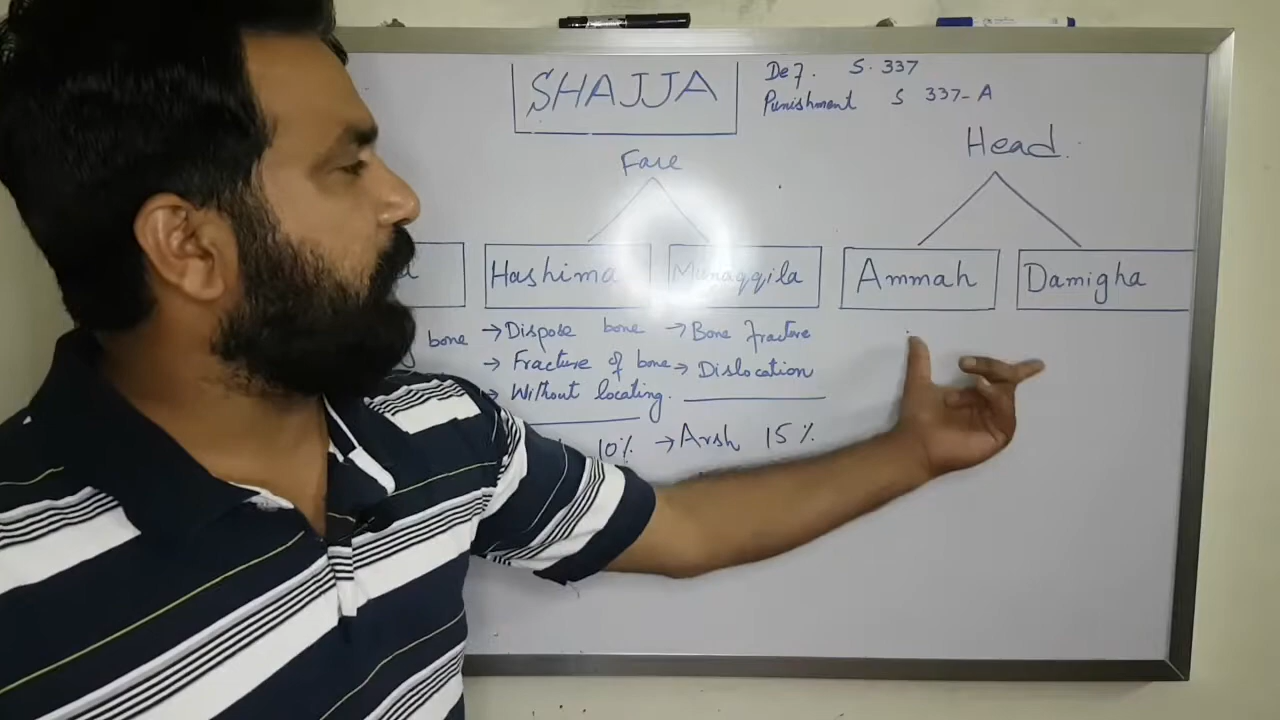 SHAJJA
Def. S. 337
Punishment S 337-A
Face
Head.
Hashima
Munaqqila
Ammah
Damigha
bone
→ Dispose bone
→ Fracture of bone
→ Without locating.
10%
→ Bone fracture
→ Dislocation
→ Arsh 15%